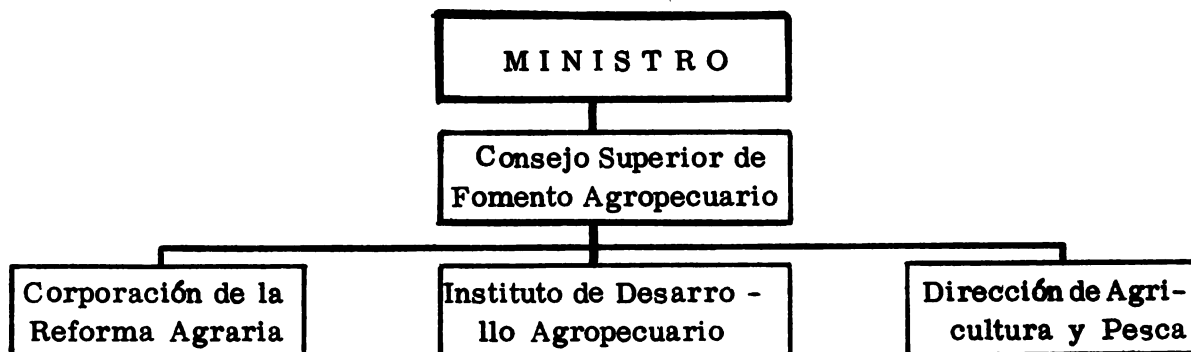 MINISTRO
Consejo Superior de
Fomento Agropecuario
Corporación de la
Reforma Agraria
Instituto de Desarro -
llo Agropecuario
Dirección de Agri-
cultura y Pesca